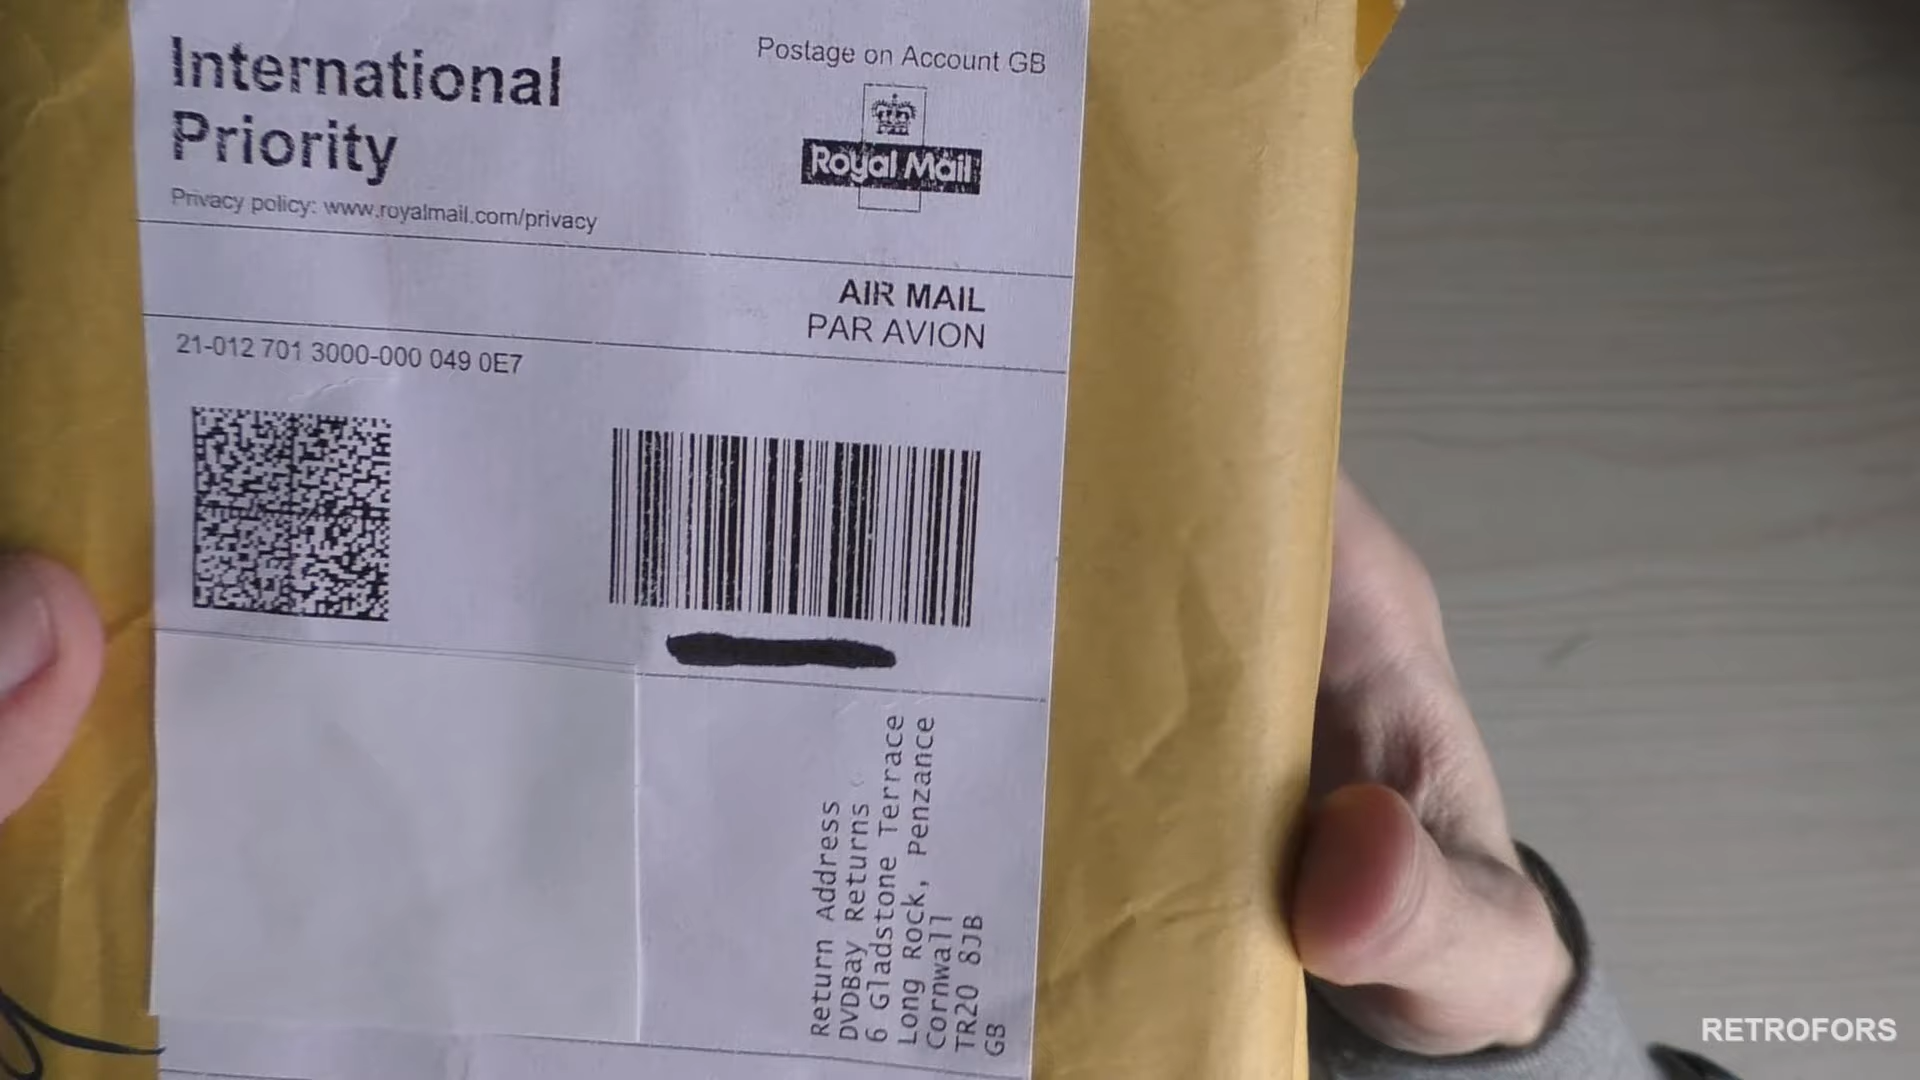 International
Priority
Privacy policy: www.royalmail.com/privacy
Postage on Account GB
Royal Mail
AIR MAIL
PAR AVION
21-012 701 3000-000 049 0E7
Return Address
DVDBay Returns
6 Gladstone Terrace
Long Rock, Penzance
Cornwall
TR20 8JB
GB
RETROFORS